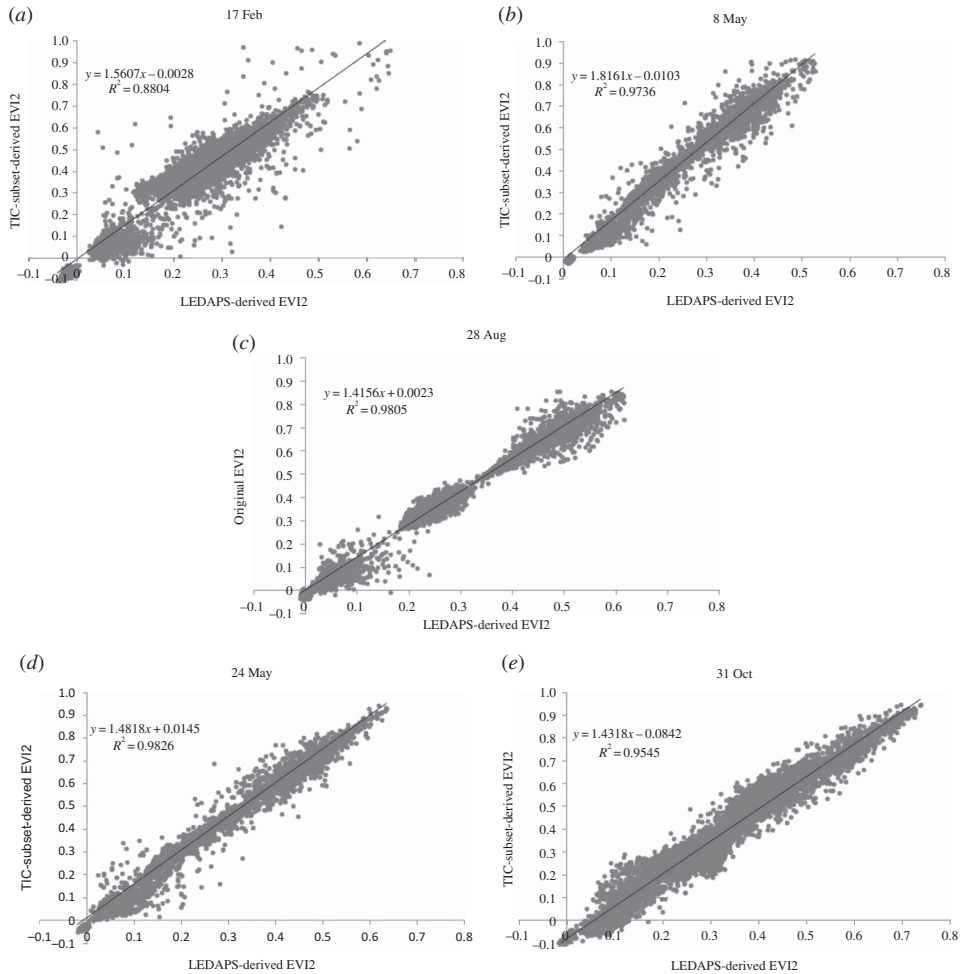 (a)
17 Feb
1.0
0.9
0.8
0.7
0.6
0.5
0.4
0.3
0.2
0.1
0
–0.1
y = 1.5607x – 0.0028
R² = 0.8804
TIC-subset-derived EVI2
–0.1 0 0.1 0.2 0.3 0.4 0.5 0.6 0.7 0.8
LEDAPS-derived EVI2
(b)
8 May
1.0
0.9
0.8
0.7
0.6
0.5
0.4
0.3
0.2
0.1
0
–0.1
y = 1.8161x – 0.0103
R² = 0.9736
TIC-subset-derived EVI2
–0.1 0 0.1 0.2 0.3 0.4 0.5 0.6 0.7 0.8
LEDAPS-derived EVI2
(c)
28 Aug
1.0
0.9
0.8
0.7
0.6
0.5
0.4
0.3
0.2
0.1
0
–0.1
y = 1.4156x + 0.0023
R² = 0.9805
Original EVI2
–0.1 0 0.1 0.2 0.3 0.4 0.5 0.6 0.7 0.8
LEDAPS-derived EVI2
(d)
24 May
1.0
0.9
0.8
0.7
0.6
0.5
0.4
0.3
0.2
0.1
0
–0.1
y = 1.4818x + 0.0145
R² = 0.9826
TIC-subset-derived EVI2
–0.1 0 0.1 0.2 0.3 0.4 0.5 0.6 0.7 0.8
LEDAPS-derived EVI2
(e)
31 Oct
1.0
0.9
0.8
0.7
0.6
0.5
0.4
0.3
0.2
0.1
0
–0.1
y = 1.4318x – 0.0842
R² = 0.9545
TIC-subset-derived EVI2
–0.1 0 0.1 0.2 0.3 0.4 0.5 0.6 0.7 0.8
LEDAPS-derived EVI2